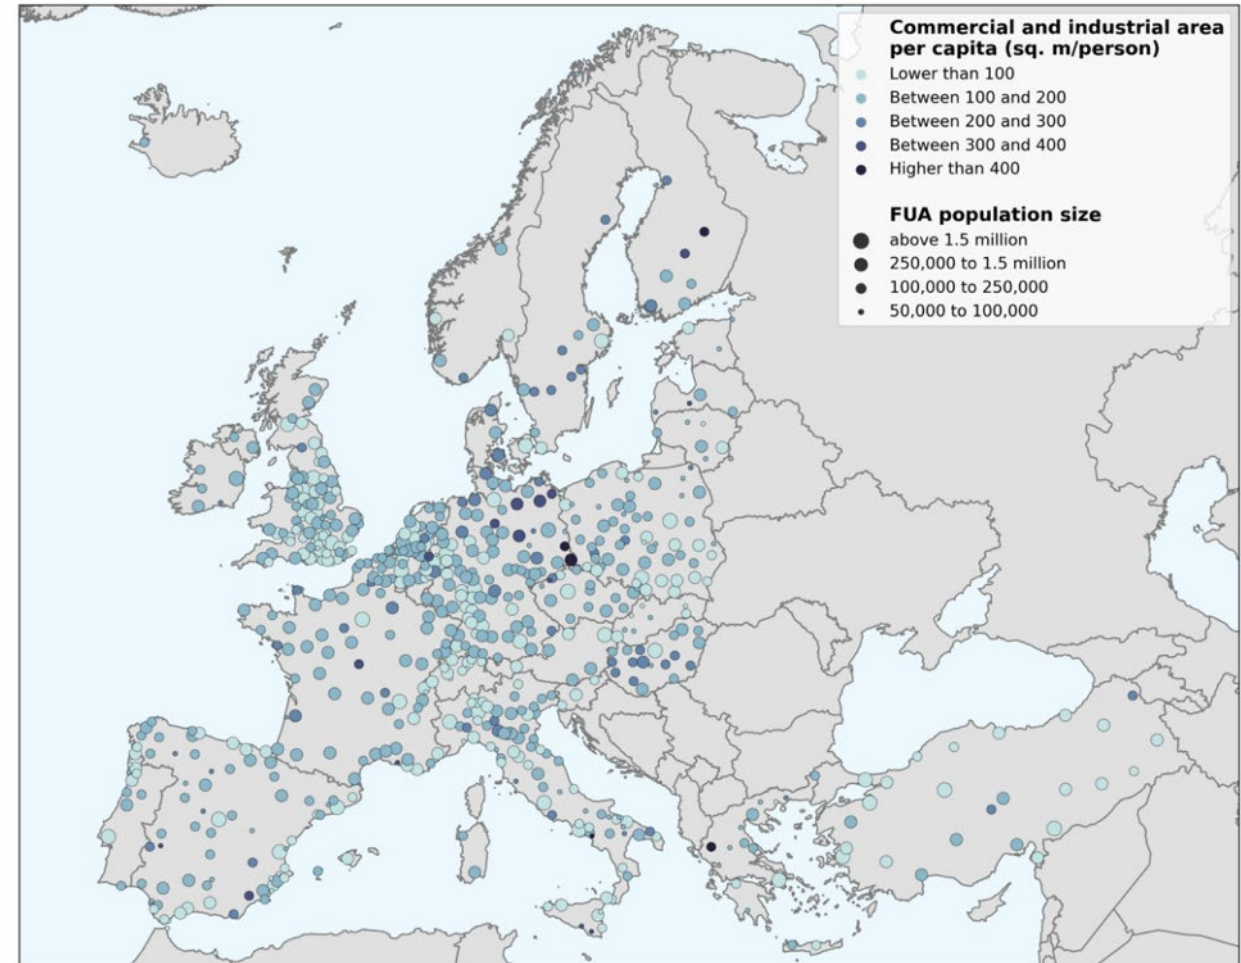 Commercial and industrial area
per capita (sq. m/person)
Lower than 100
Between 100 and 200
Between 200 and 300
Between 300 and 400
Higher than 400
FUA population size
above 1.5 million
250,000 to 1.5 million
100,000 to 250,000
50,000 to 100,000